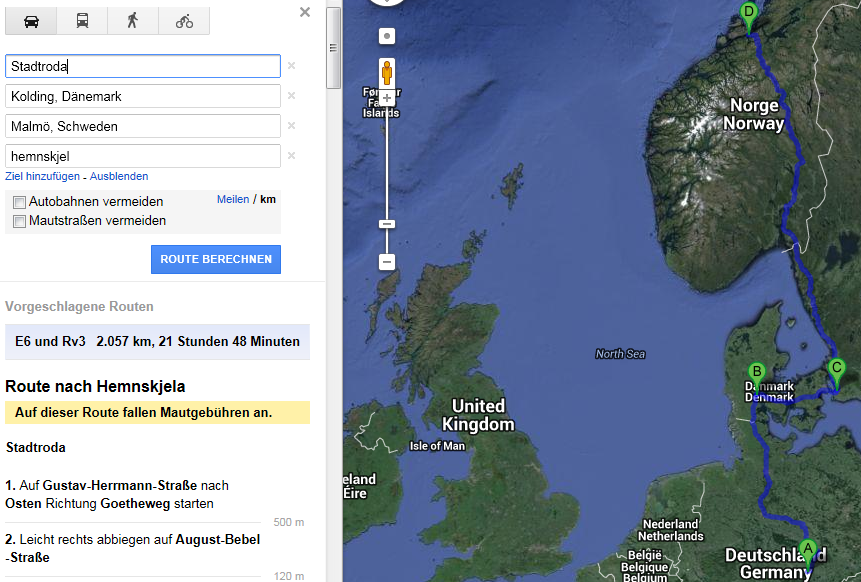 Stadtroda
Kolding, Dänemark
Malmö, Schweden
hemnskjel
Ziel hinzufügen - Ausblenden
Autobahnen vermeiden
Meilen / km
Mautstraßen vermeiden
ROUTE BERECHNEN
Vorgeschlagene Routen
E6 und Rv3 2.057 km, 21 Stunden 48 Minuten
Route nach Hemnskjela
Auf dieser Route fallen Mautgebühren an.
Stadtroda
1. Auf Gustav-Herrmann-Straße nach
Osten Richtung Goetheweg starten
500 m
2. Leicht rechts abbiegen auf August-Bebel
-Straße
120 m
D
Norge
Norway
Islands
North Sea
B
C
Danmark
Denmark
United
Kingdom
Isle of Man
eland
Éire
Nederland
Netherlands
België
Belgique/
Belgium
A
Deutschland
Germany